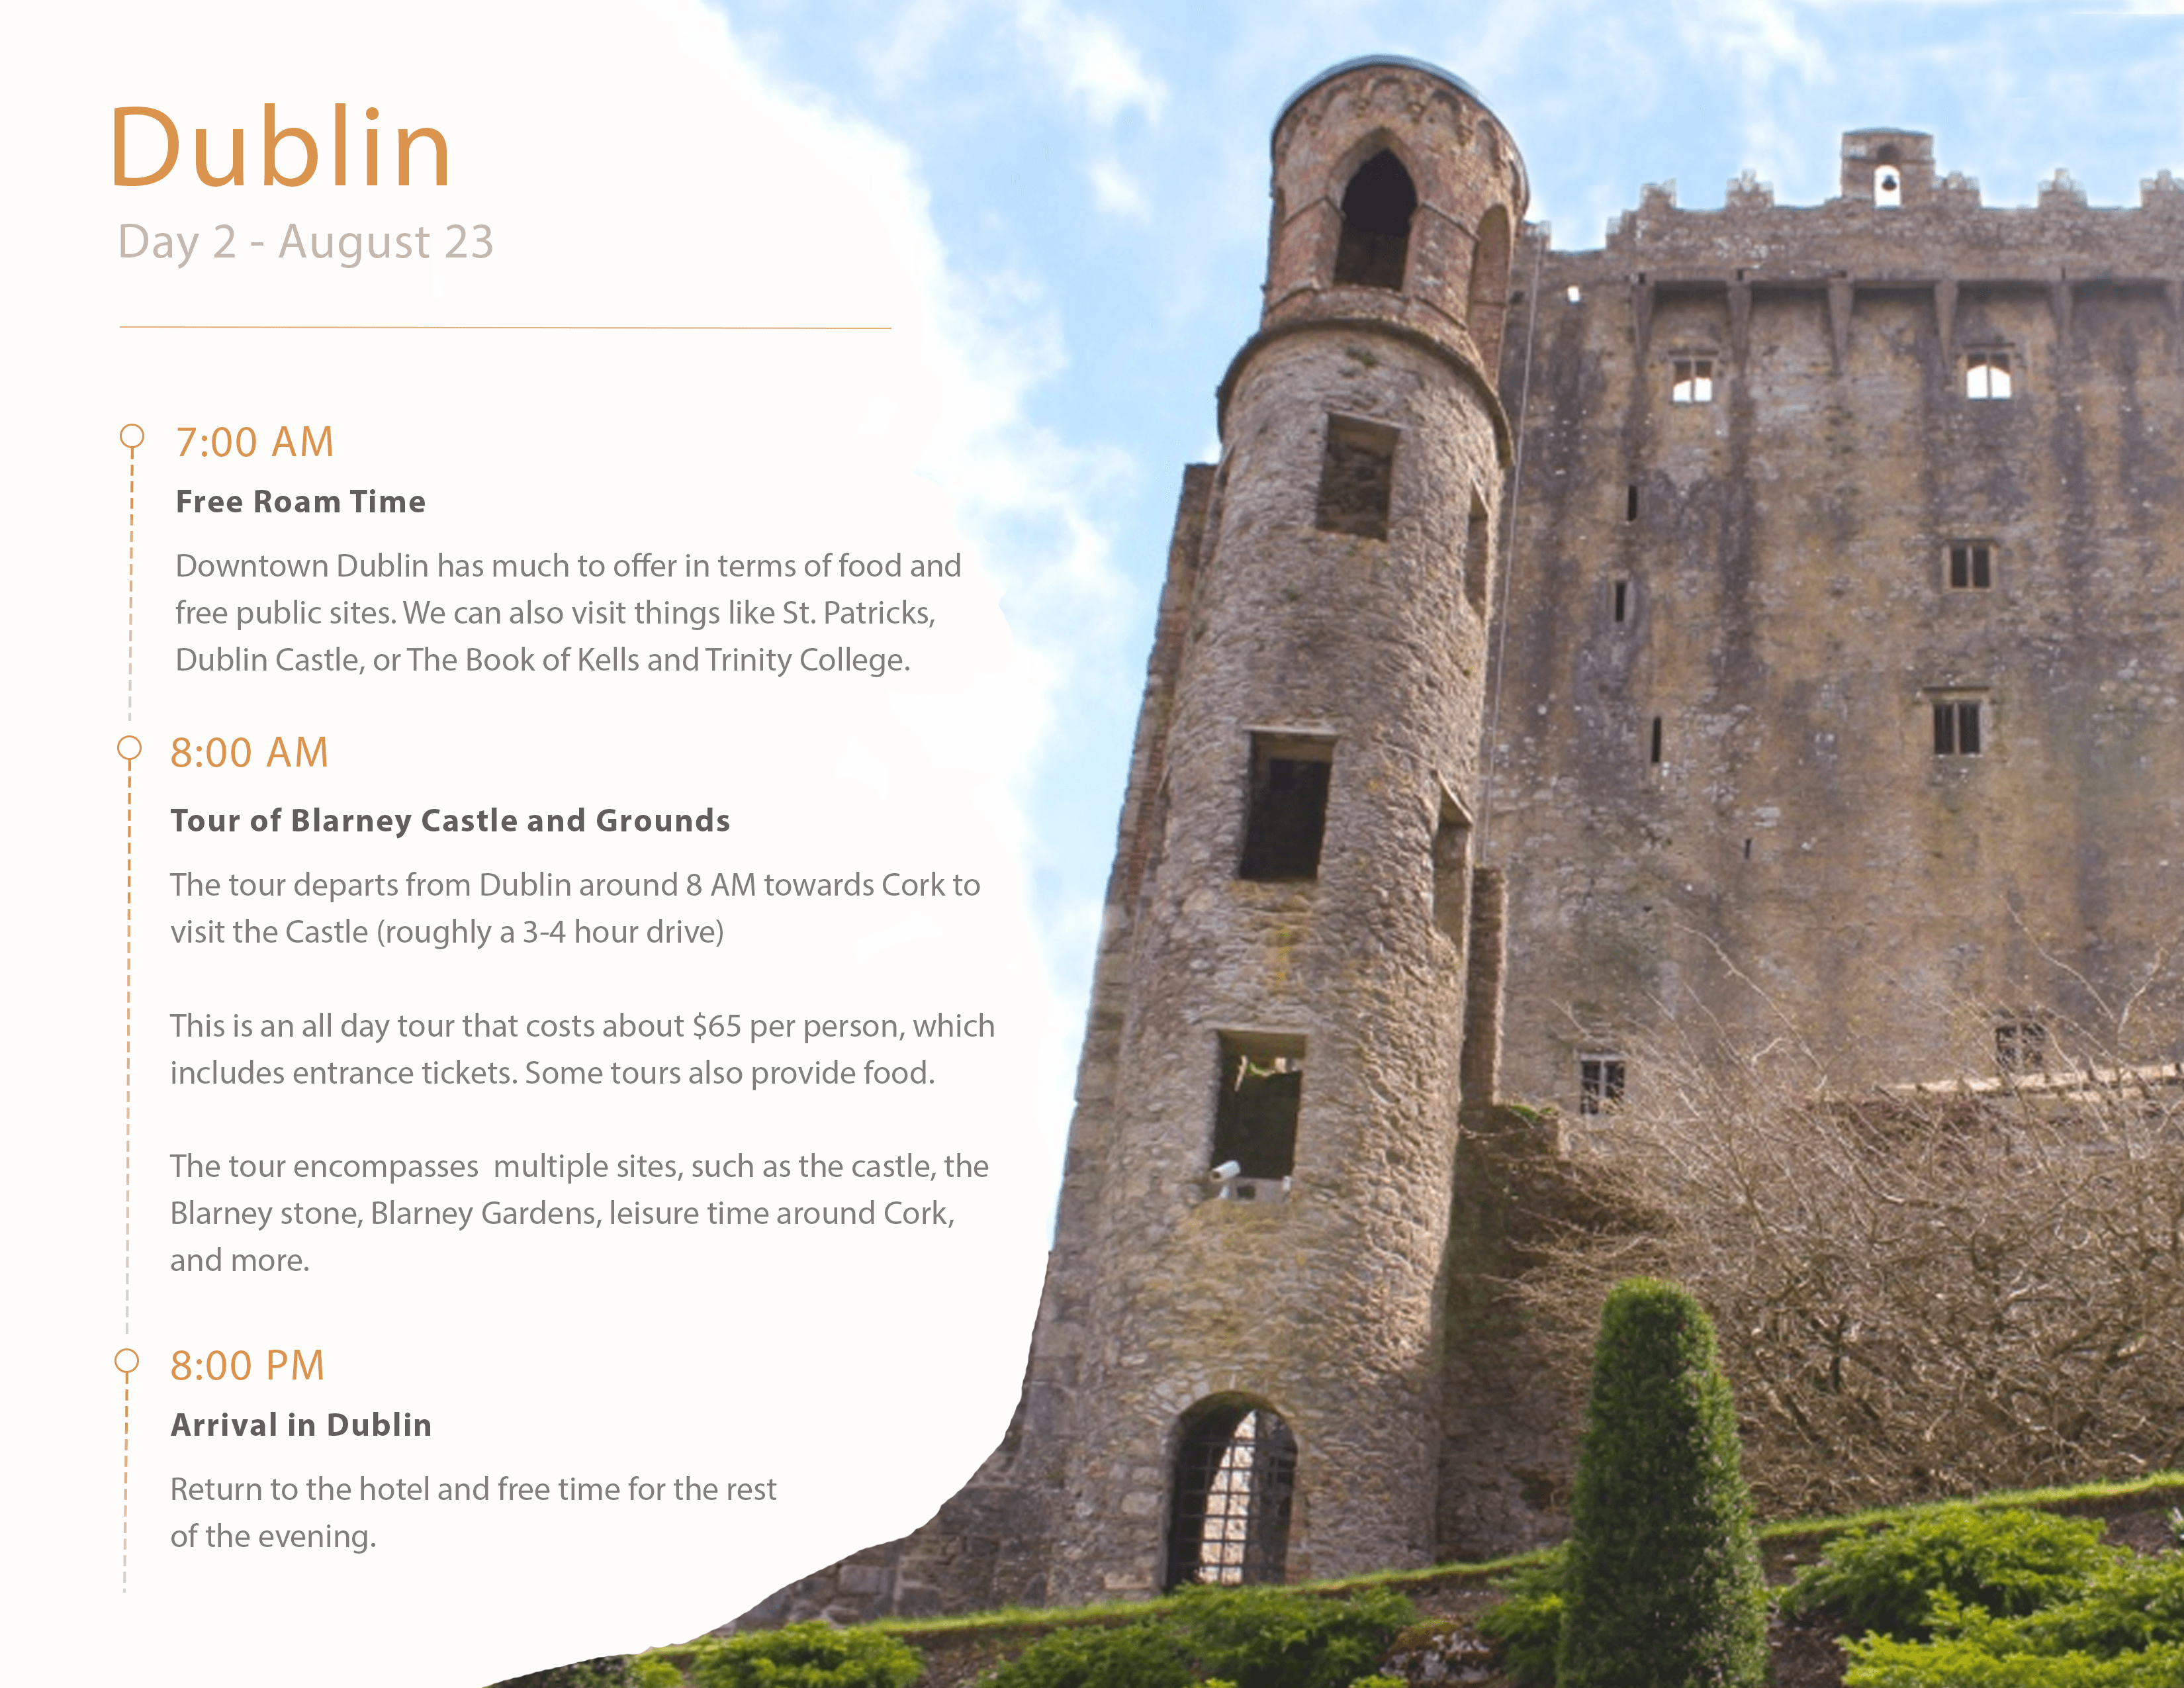 Dublin
Day 2 - August 23
7:00 AM
Free Roam Time
Downtown Dublin has much to offer in terms of food and
free public sites. We can also visit things like St. Patricks,
Dublin Castle, or The Book of Kells and Trinity College.
8:00 AM
Tour of Blarney Castle and Grounds
The tour departs from Dublin around 8 AM towards Cork to
visit the Castle (roughly a 3-4 hour drive)
This is an all day tour that costs about $65 per person, which
includes entrance tickets. Some tours also provide food.
The tour encompasses  multiple sites, such as the castle, the
Blarney stone, Blarney Gardens, leisure time around Cork,
and more.
8:00 PM
Arrival in Dublin
Return to the hotel and free time for the rest
of the evening.